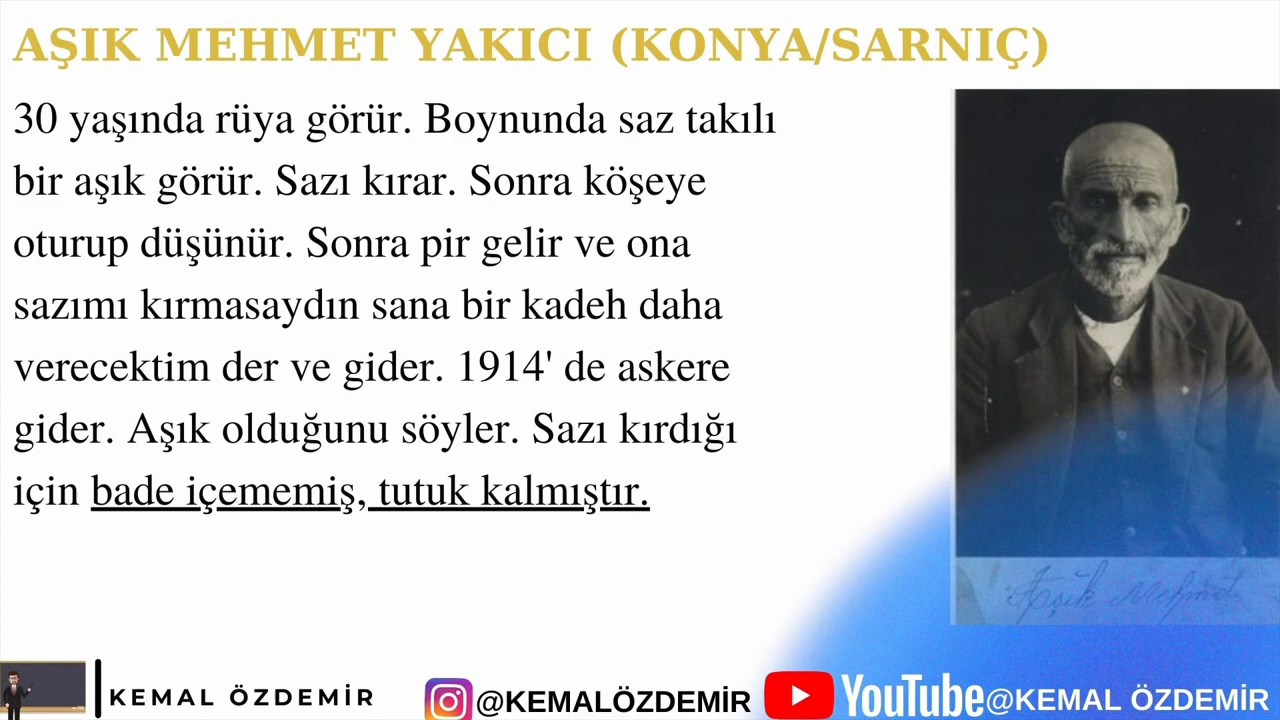 AŞIK MEHMET YAKICI (KONYA/SARNIÇ)
30 yaşında rüya görür. Boynunda saz takılı
bir aşık görür. Sazı kırar. Sonra köşeye
oturup düşünür. Sonra pir gelir ve ona
sazımı kırmasaydın sana bir kadeh daha
verecektim der ve gider. 1914' de askere
gider. Aşık olduğunu söyler. Sazı kırdığı
için bade içememiş, tutuk kalmıştır.
Aşık Mehmet
KEMAL ÖZDEMİR
@KEMALÖZDEMİR
YouTube@KEMAL ÖZDEMİR